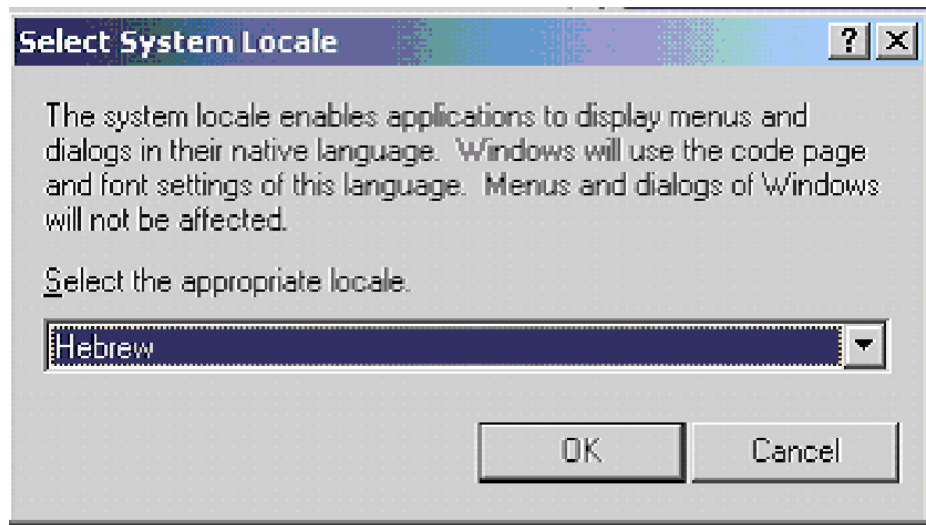 Select System Locale
The system locale enables applications to display menus and
dialogs in their native language.  Windows will use the code page
and font settings of this language.  Menus and dialogs of Windows
will not be affected.
Select the appropriate locale.
Hebrew
OK
Cancel